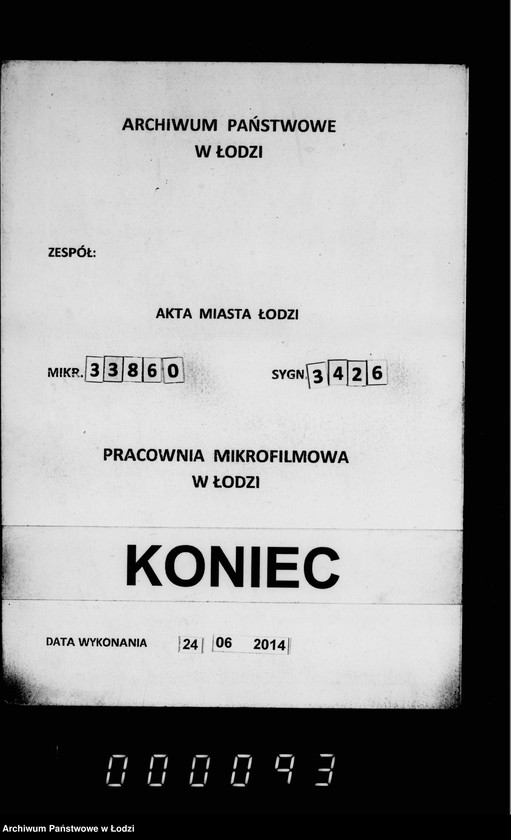 ARCHIWUM PAŃSTWOWE
W ŁODZI
ZESPÓŁ:
AKTA MIASTA ŁODZI
MIKR. 33860 SYGN. 3426
PRACOWNIA MIKROFILMOWA
W ŁODZI
KONIEC
DATA WYKONANIA 24 06 2014
000093
Archiwum Państwowe w Łodzi